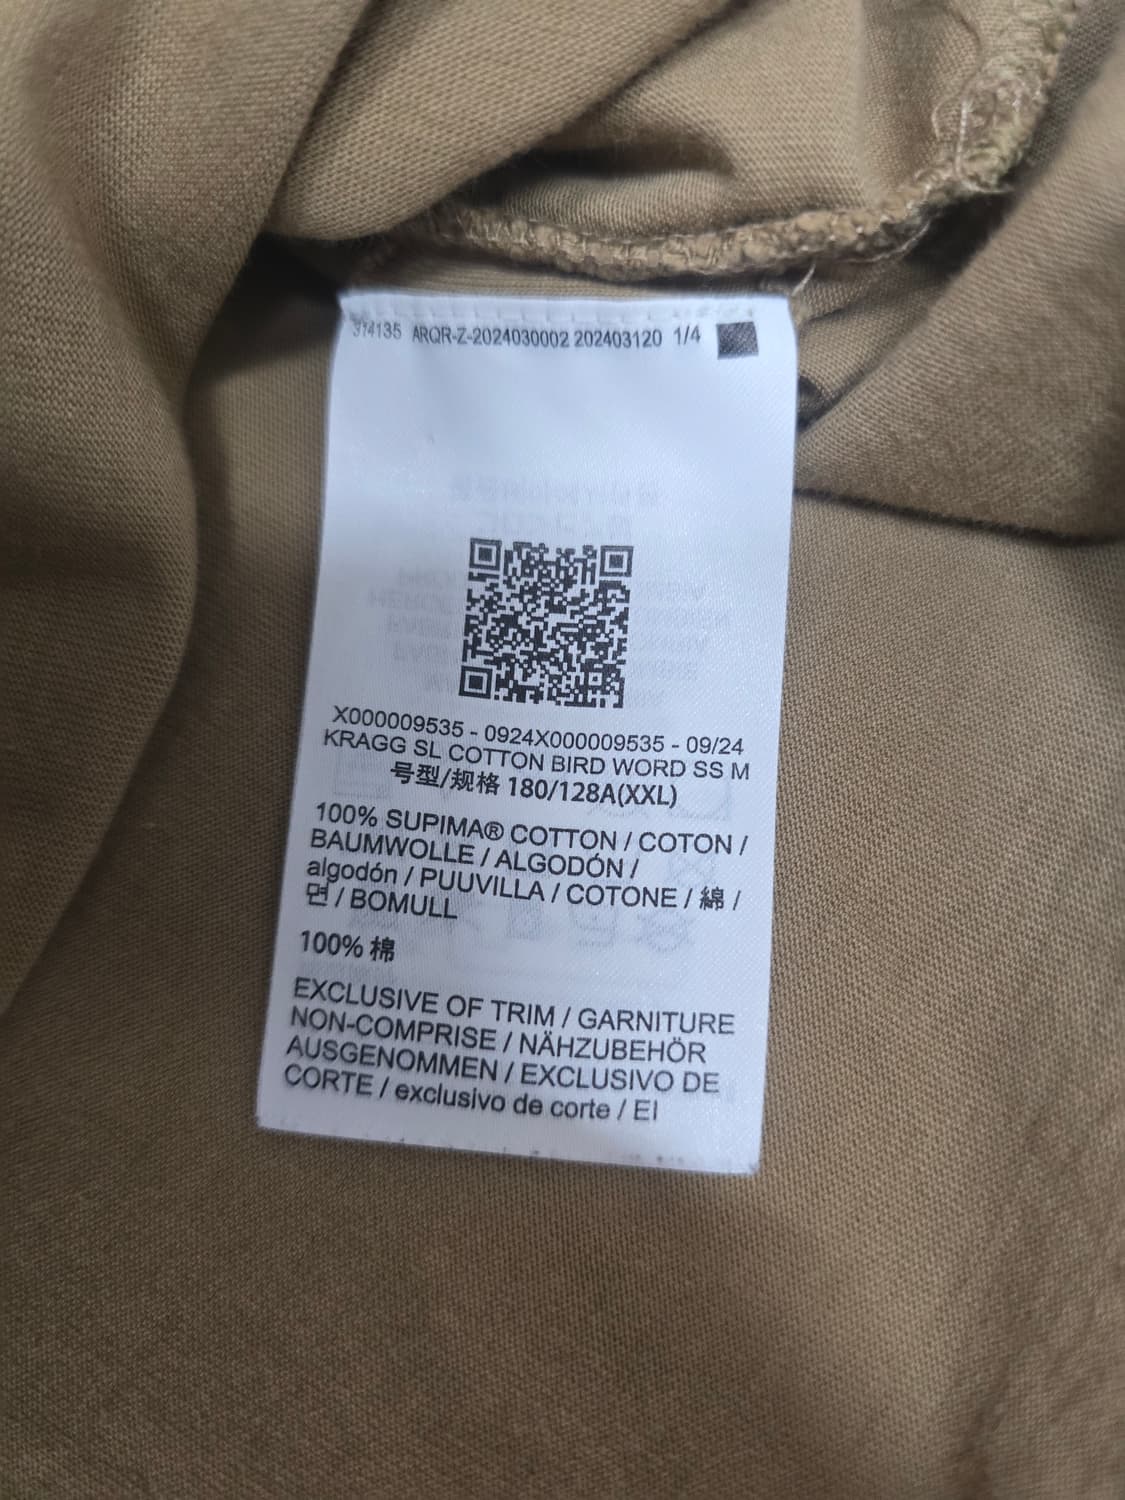 314135 ARQR-Z-2024030002 202403120 1/4
X000009535 - 0924X000009535 - 09/24
KRAGG SL COTTON BIRD WORD SS M
号型/规格 180/128A(XXL)
100% SUPIMA® COTTON / COTON /
BAUMWOLLE / ALGODÓN /
algodón / PUUVILLA / COTONE / 綿 /
면 / BOMULL
100% 棉
EXCLUSIVE OF TRIM / GARNITURE
NON-COMPRISE / NÄHZUBEHÖR
AUSGENOMMEN / EXCLUSIVO DE
CORTE / exclusivo de corte / EI